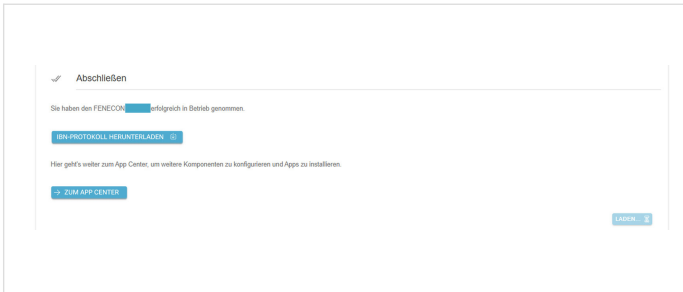 Abschließen
Sie haben den FENECON erfolgreich in Betrieb genommen.
IBN-PROTOKOLL HERUNTERLADEN
Hier geht's weiter zum App Center, um weitere Komponenten zu konfigurieren und Apps zu installieren.
ZUM APP CENTER
LADEN...